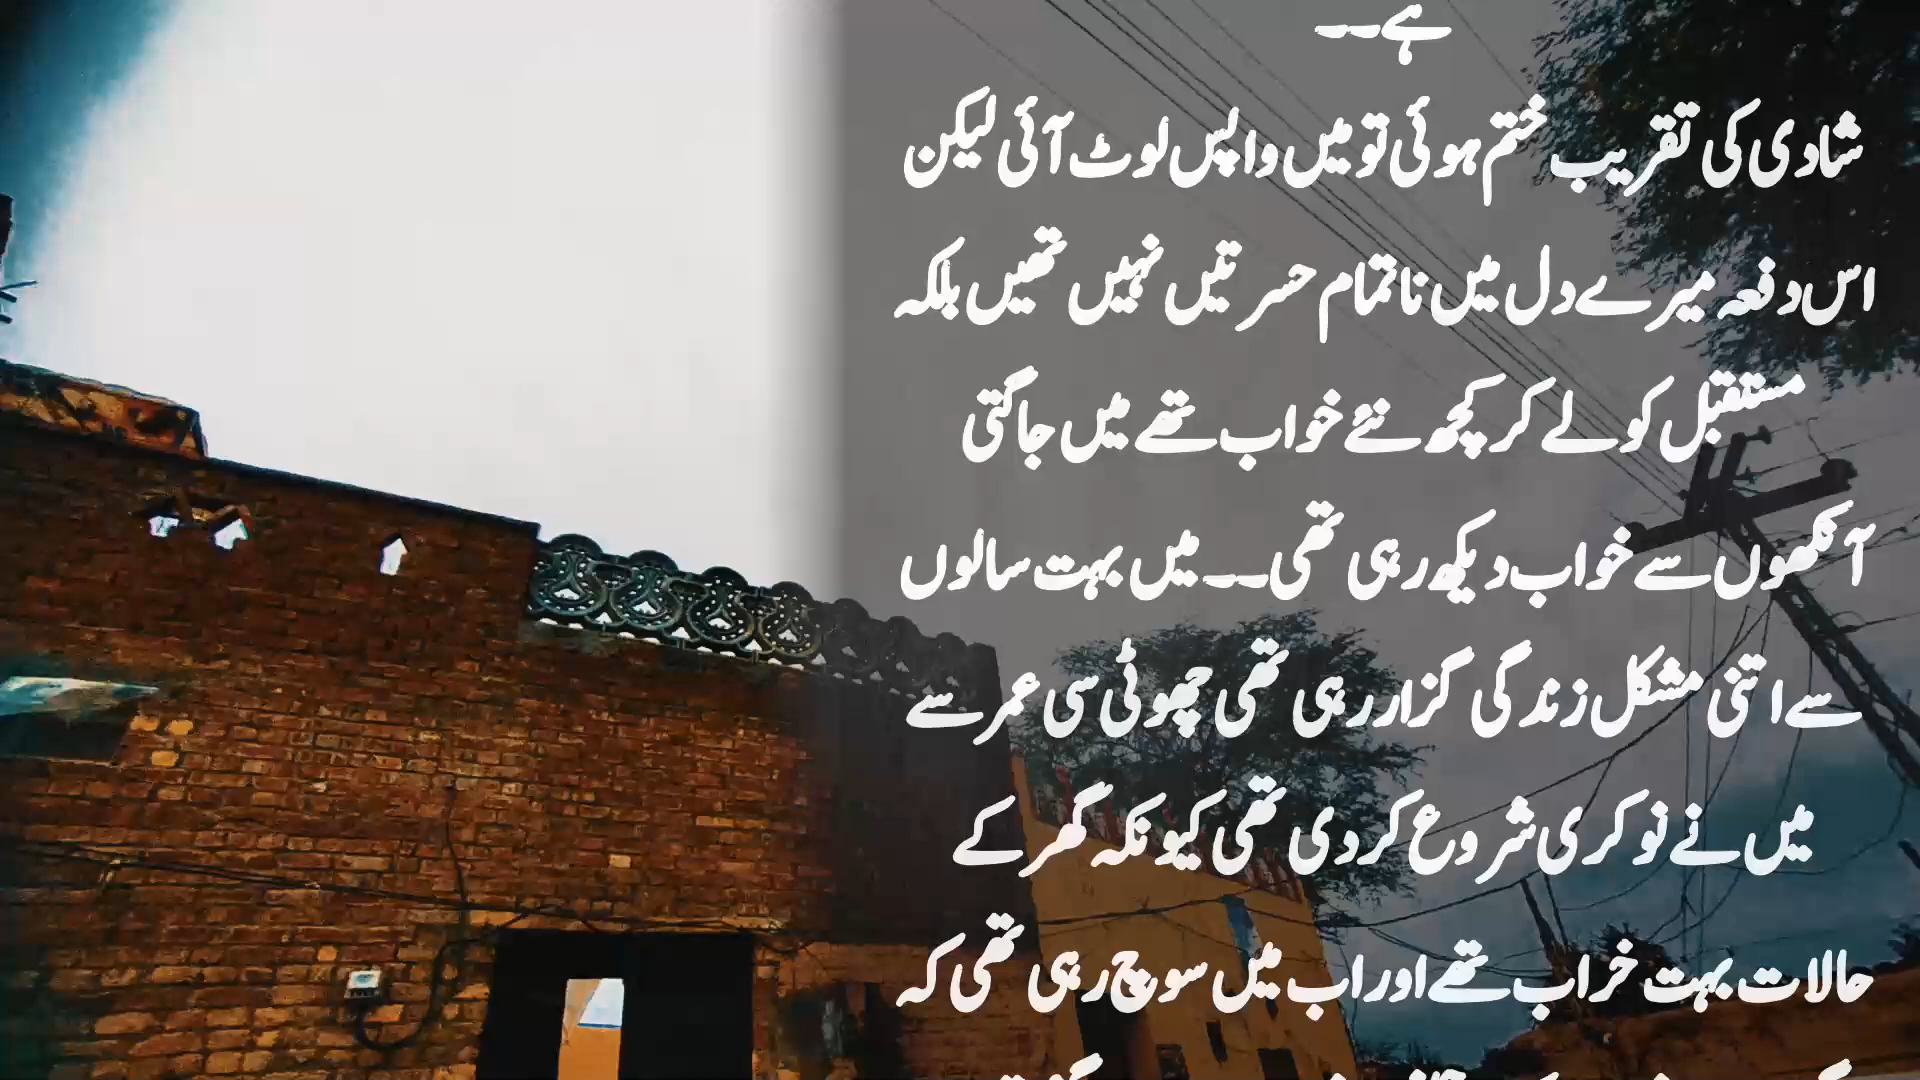 ہے۔۔
شادی کی تقریب ختم ہوئی تو میں واپس لوٹ آئی لیکن
اس دفعہ میرے دل میں ناتمام حسرتیں نہیں تھیں بلکہ
مستقبل کو لے کر کچھ نئے خواب تھے میں جاگتی
آنکھوں سے خواب دیکھ رہی تھی۔۔ میں بہت سالوں
سے اتنی مشکل زندگی گزار رہی تھی چھوٹی سی عمر سے
میں نے نوکری شروع کر دی تھی کیونکہ گھر کے
حالات بہت خراب تھے اور اب میں سوچ رہی تھی کہ